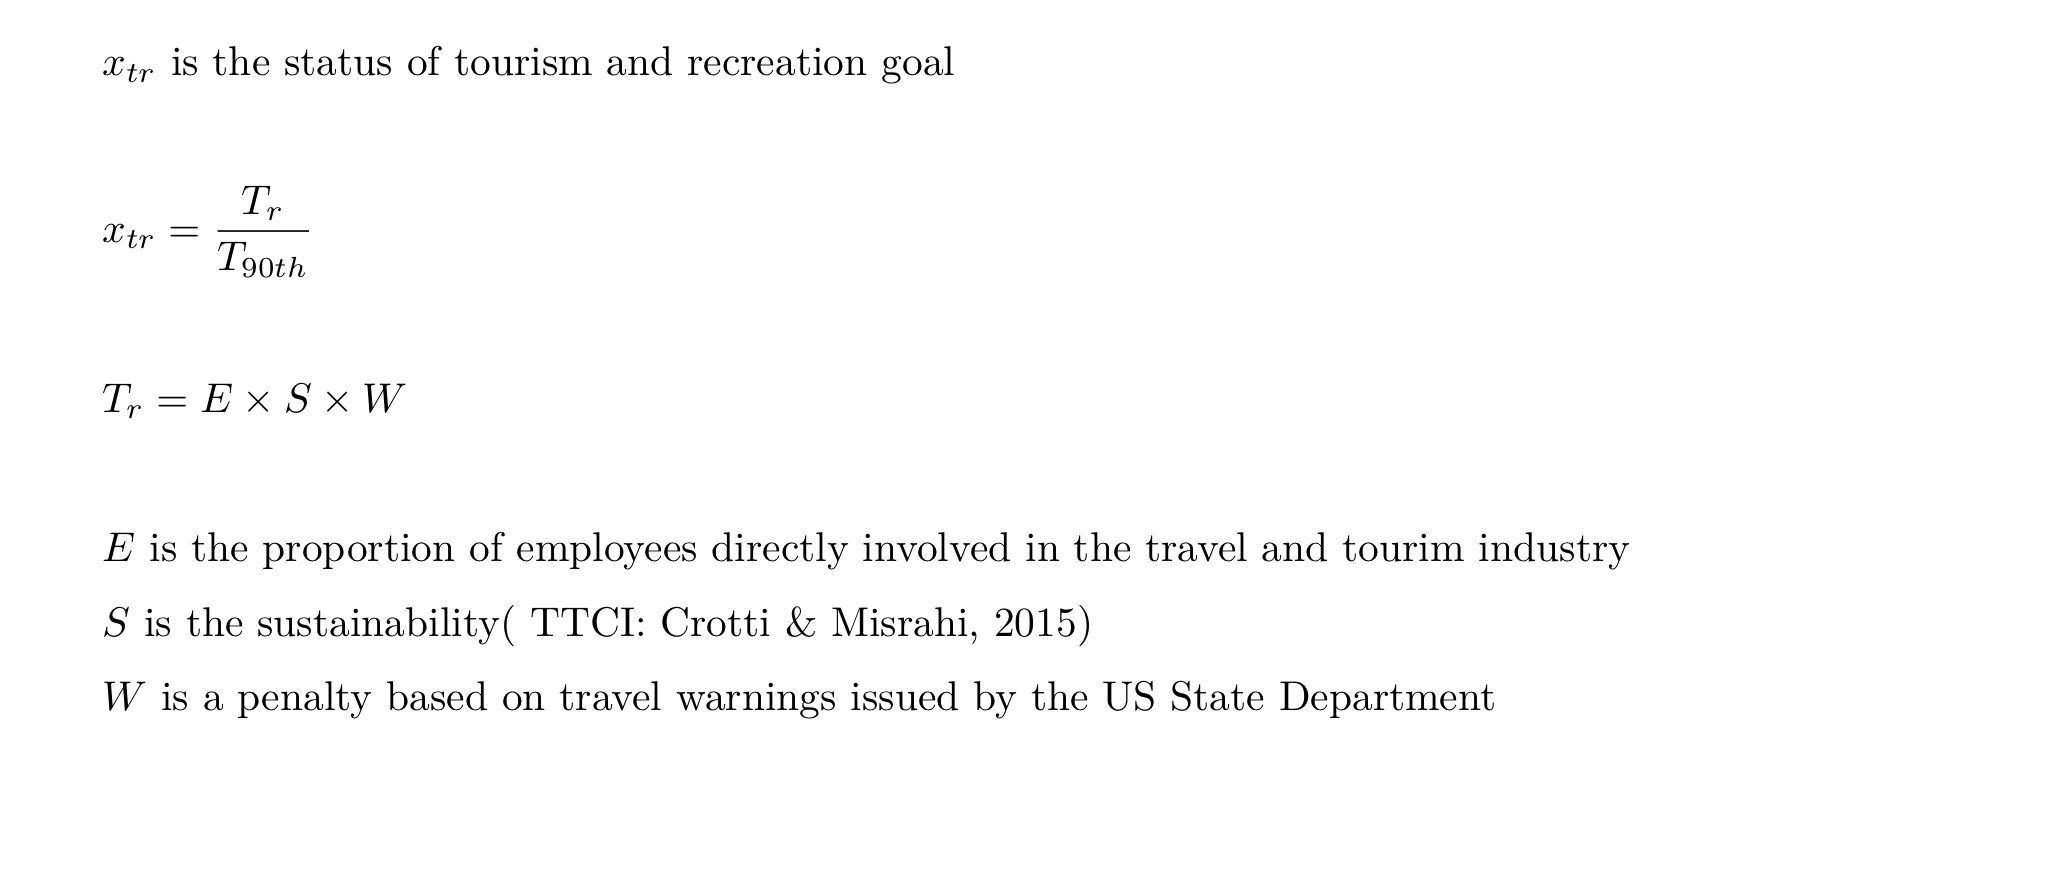 x_{tr} is the status of tourism and recreation goal
x_{tr} = \frac{T_r}{T_{90th}}
T_r = E × S × W
E is the proportion of employees directly involved in the travel and tourim industry
S is the sustainability( TTCI: Crotti & Misrahi, 2015)
W is a penalty based on travel warnings issued by the US State Department